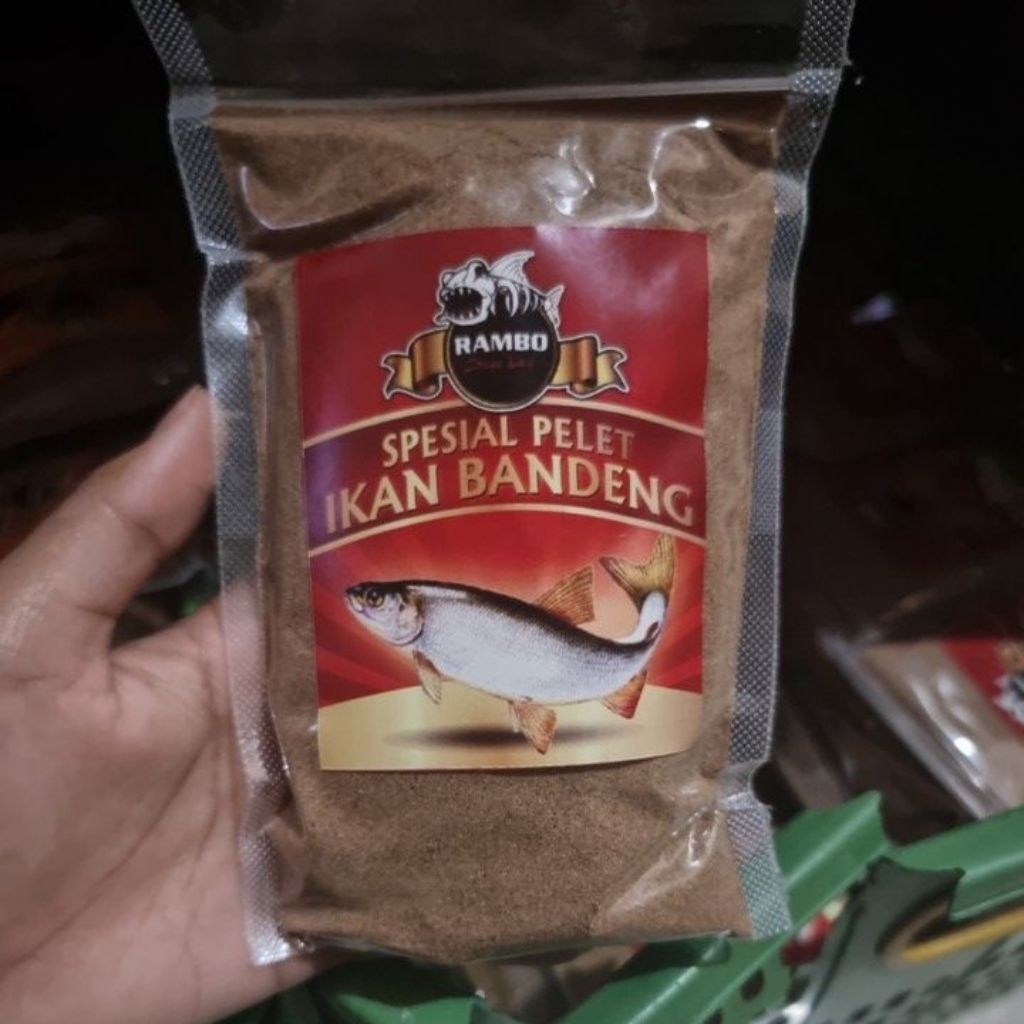 RAMBO
SPESIAL PELET
IKAN BANDENG